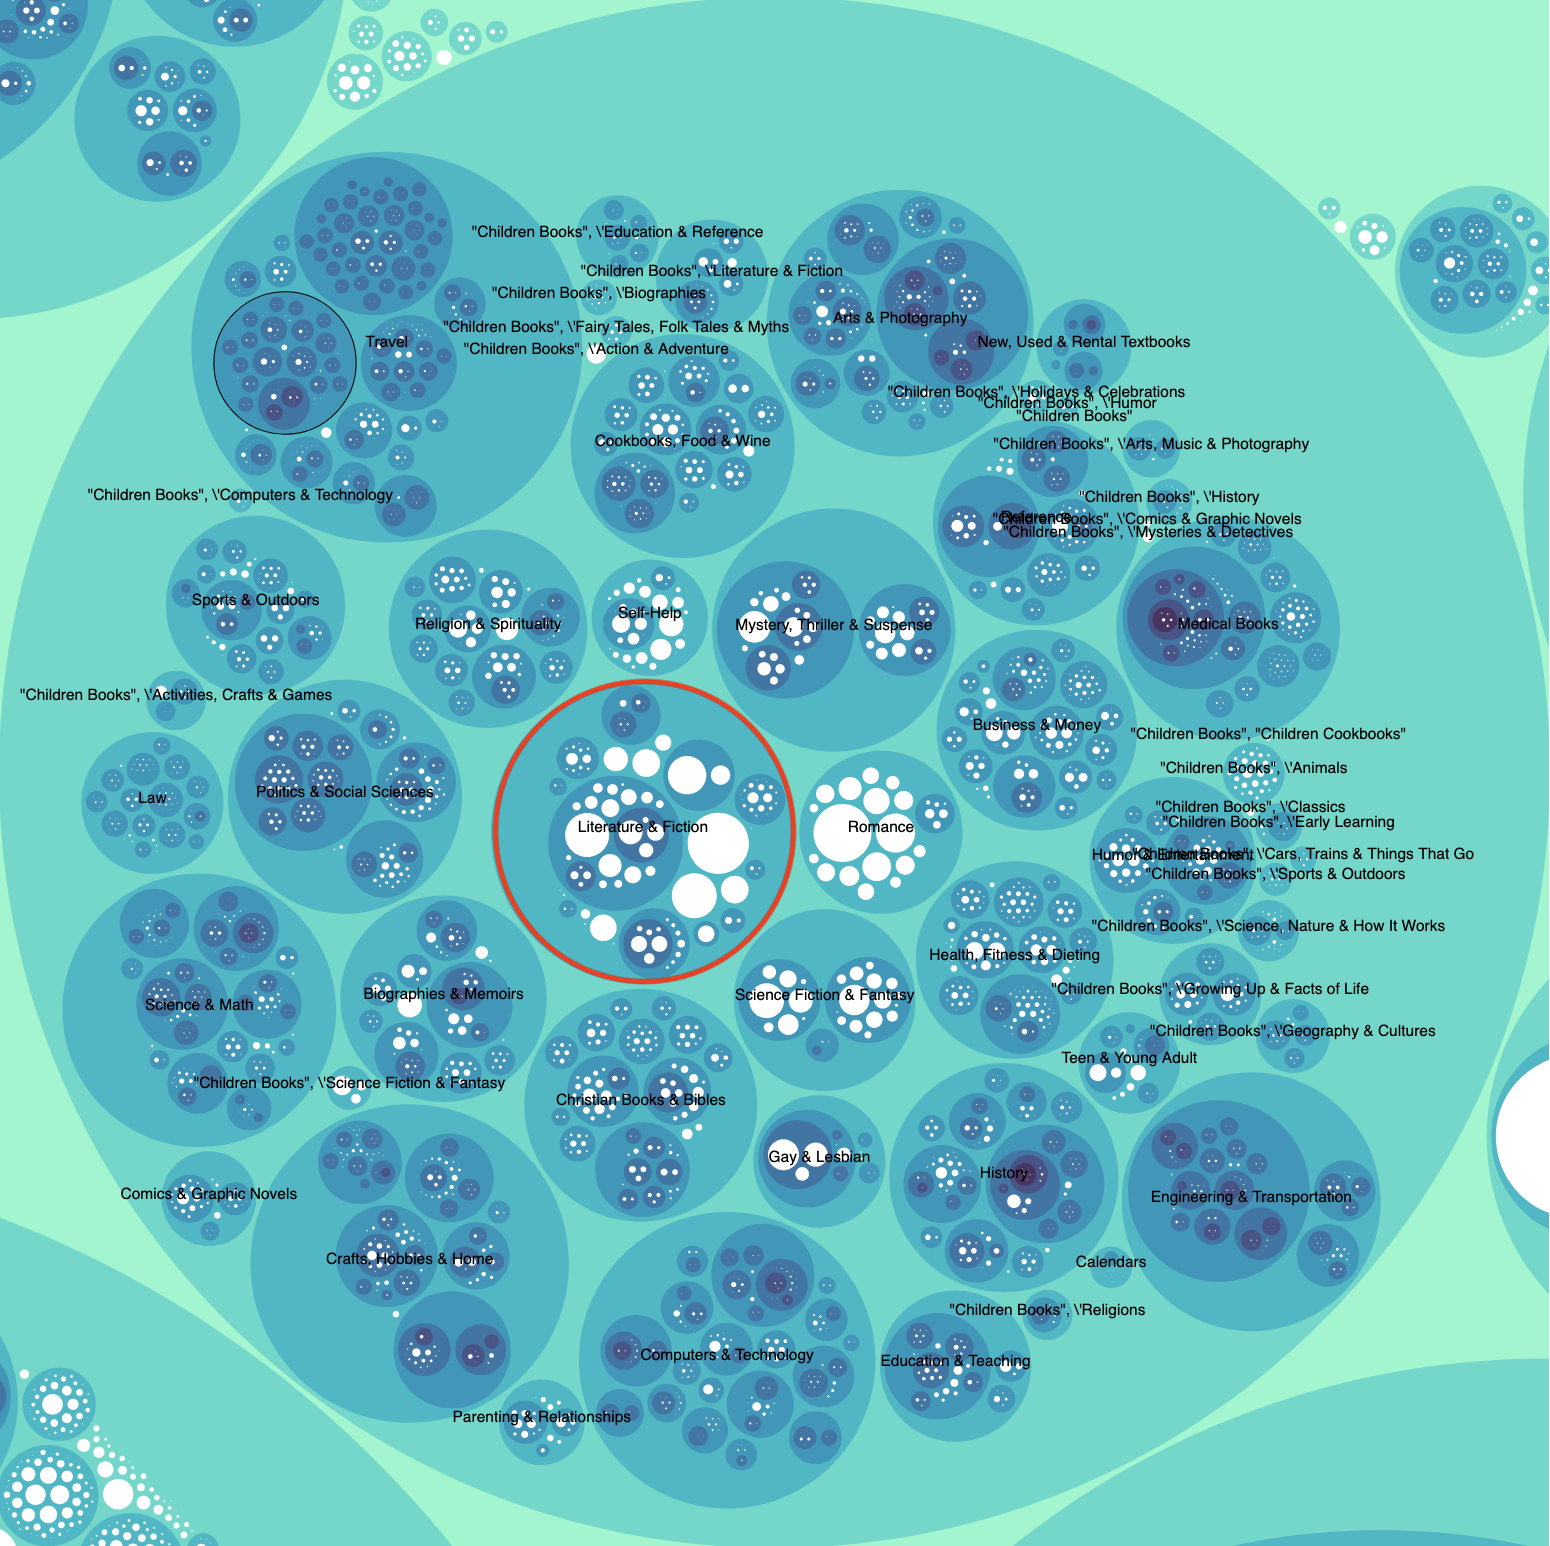 "Children Books", \'Education & Reference
"Children Books", \'Literature & Fiction
"Children Books", \'Biographies
Arts & Photography
"Children Books", \'Fairy Tales, Folk Tales & Myths
Travel
New, Used & Rental Textbooks
"Children Books", \'Action & Adventure
"Children Books", \'Holidays & Celebrations
"Children Books", \'Humor
"Children Books"
Cookbooks, Food & Wine
"Children Books", \'Arts, Music & Photography
"Children Books", \'Computers & Technology
"Children Books", \'History
Reference
"Children Books", \'Comics & Graphic Novels
"Children Books", \'Mysteries & Detectives
Sports & Outdoors
Religion & Spirituality
Self-Help
Mystery, Thriller & Suspense
Medical Books
"Children Books", \'Activities, Crafts & Games
Business & Money
"Children Books", "Children Cookbooks"
"Children Books", \'Animals
Law
Politics & Social Sciences
"Children Books", \'Classics
"Children Books", \'Early Learning
Literature & Fiction
Romance
Humor & Entertainment
"Children Books", \'Cars, Trains & Things That Go
"Children Books", \'Sports & Outdoors
"Children Books", \'Science, Nature & How It Works
Health, Fitness & Dieting
"Children Books", \'Growing Up & Facts of Life
Science & Math
Biographies & Memoirs
Science Fiction & Fantasy
"Children Books", \'Geography & Cultures
Teen & Young Adult
"Children Books", \'Science Fiction & Fantasy
Christian Books & Bibles
Gay & Lesbian
History
Comics & Graphic Novels
Engineering & Transportation
Crafts, Hobbies & Home
Calendars
"Children Books", \'Religions
Computers & Technology
Education & Teaching
Parenting & Relationships